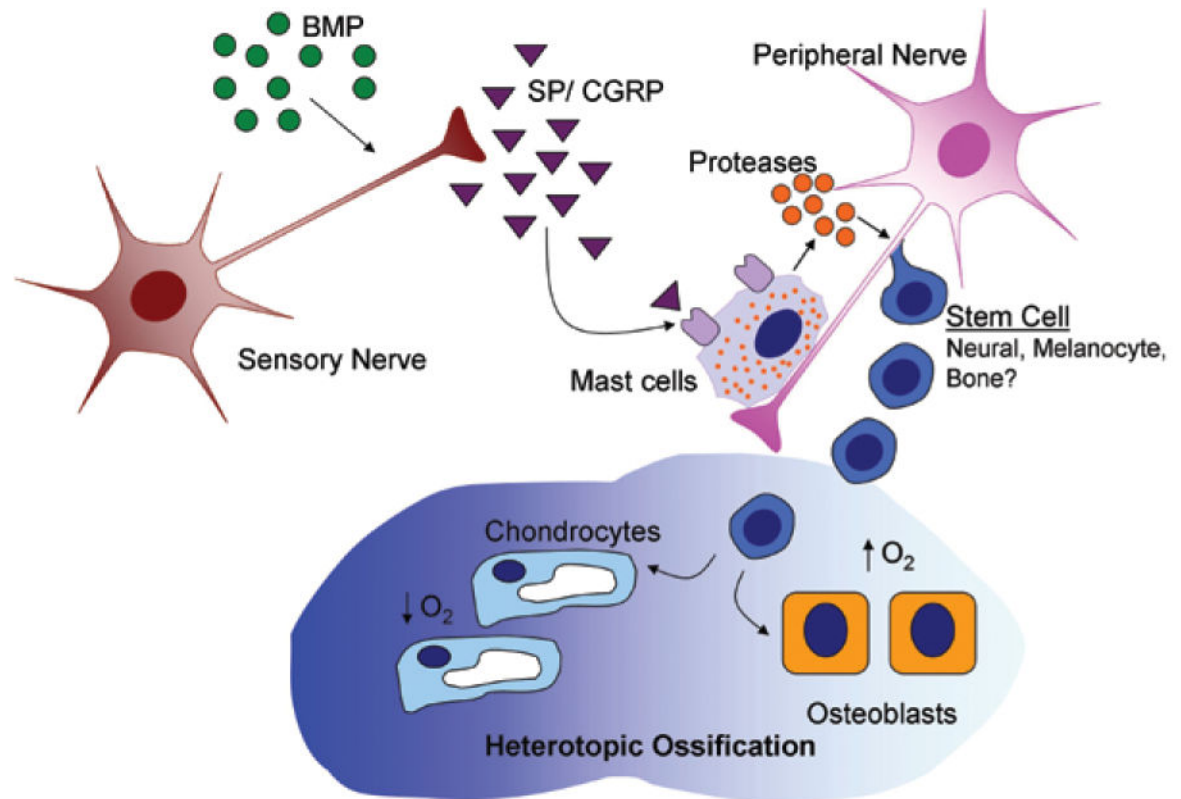 BMP
SP/ CGRP
Peripheral Nerve
Proteases
Sensory Nerve
Mast cells
Stem Cell
Neural, Melanocyte,
Bone?
Chondrocytes
↑ O₂
↓ O₂
Osteoblasts
Heterotopic Ossification